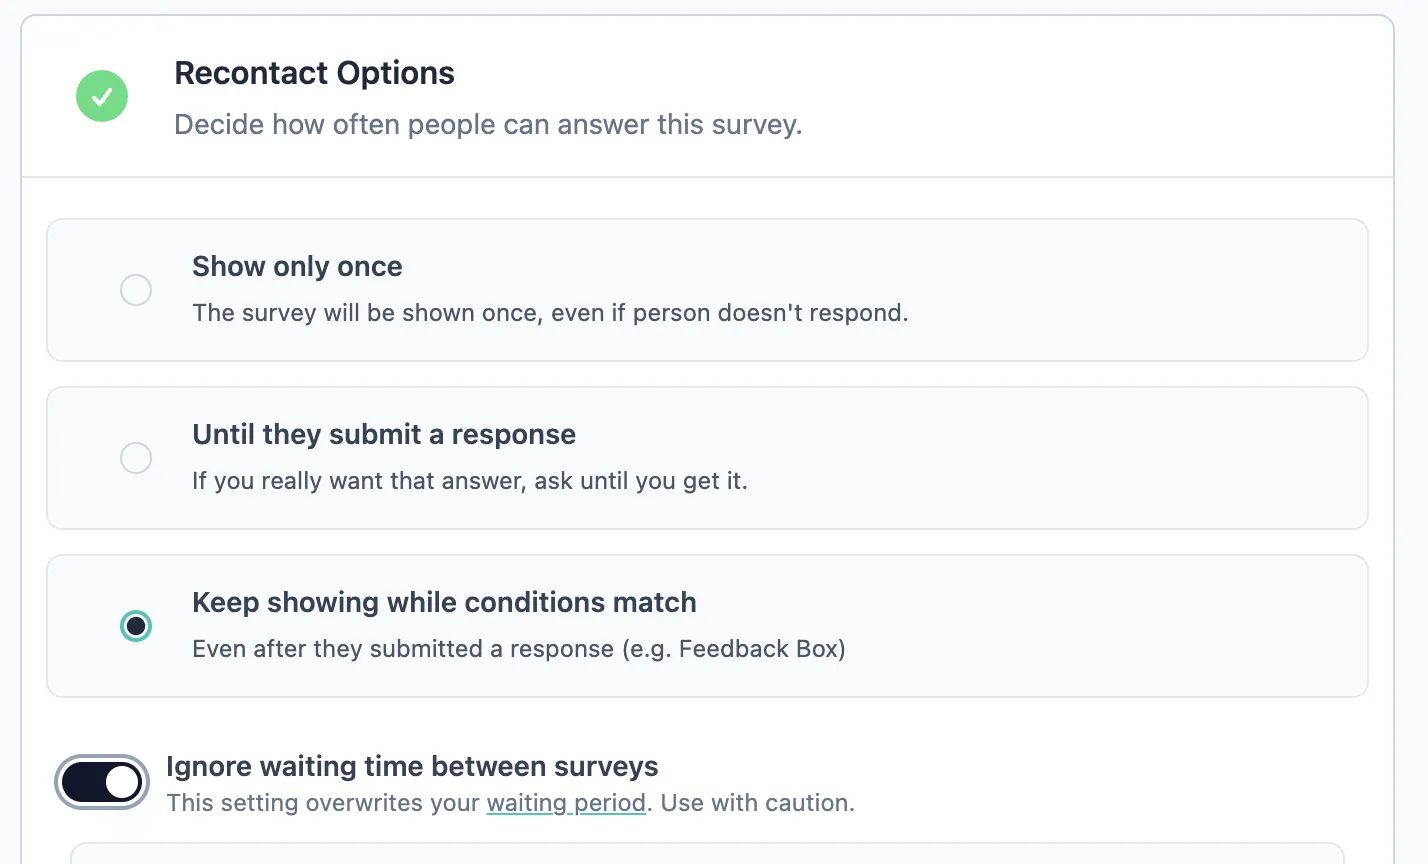 Recontact Options
Decide how often people can answer this survey.
Show only once
The survey will be shown once, even if person doesn't respond.
Until they submit a response
If you really want that answer, ask until you get it.
Keep showing while conditions match
Even after they submitted a response (e.g. Feedback Box)
Ignore waiting time between surveys
This setting overwrites your waiting period. Use with caution.